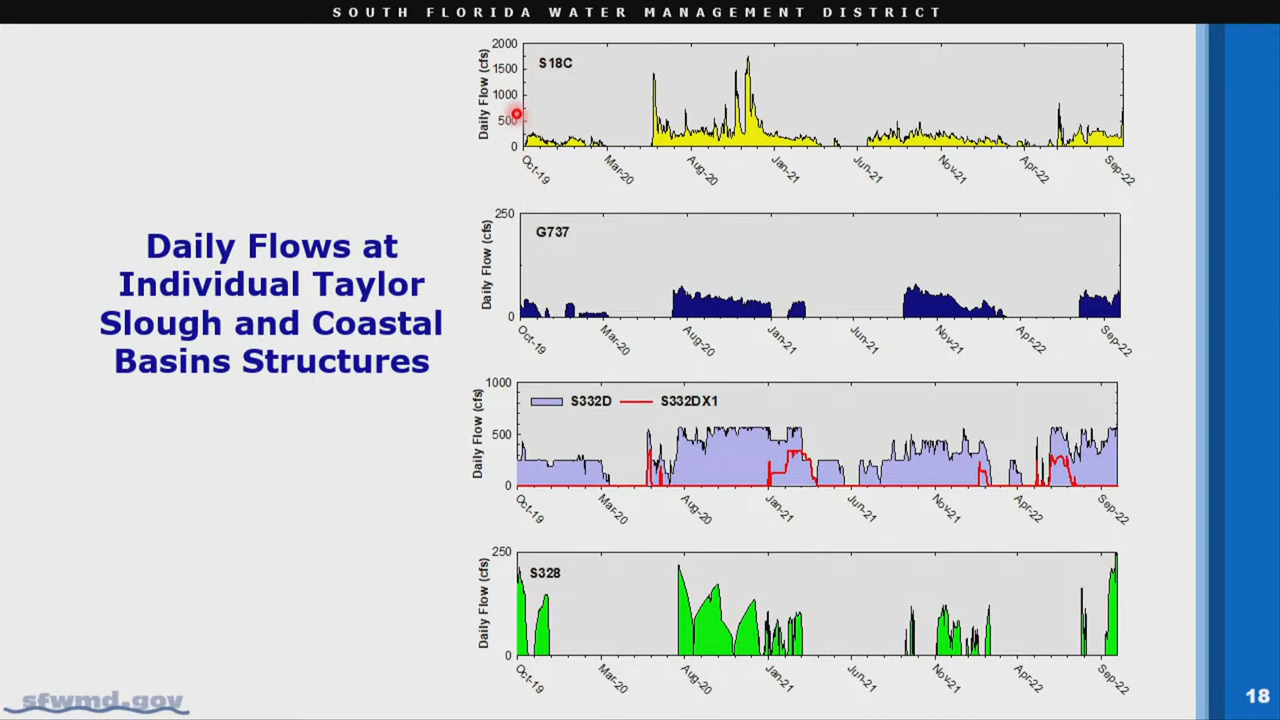 SOUTH FLORIDA WATER MANAGEMENT DISTRICT
Daily Flows at
Individual Taylor
Slough and Coastal
Basins Structures
Daily Flow (cfs)
2000
1500
1000
500
0
S18C
Oct-19
Mar-20
Aug-20
Jan-21
Jun-21
Nov-21
Apr-22
Sep-22
Daily Flow (cfs)
250
0
G737
Oct-19
Mar-20
Aug-20
Jan-21
Jun-21
Nov-21
Apr-22
Sep-22
Daily Flow (cfs)
1000
500
0
S332D S332DX1
Oct-19
Mar-20
Aug-20
Jan-21
Jun-21
Nov-21
Apr-22
Sep-22
Daily Flow (cfs)
250
0
S328
Oct-19
Mar-20
Aug-20
Jan-21
Jun-21
Nov-21
Apr-22
Sep-22
sfwmd.gov
18